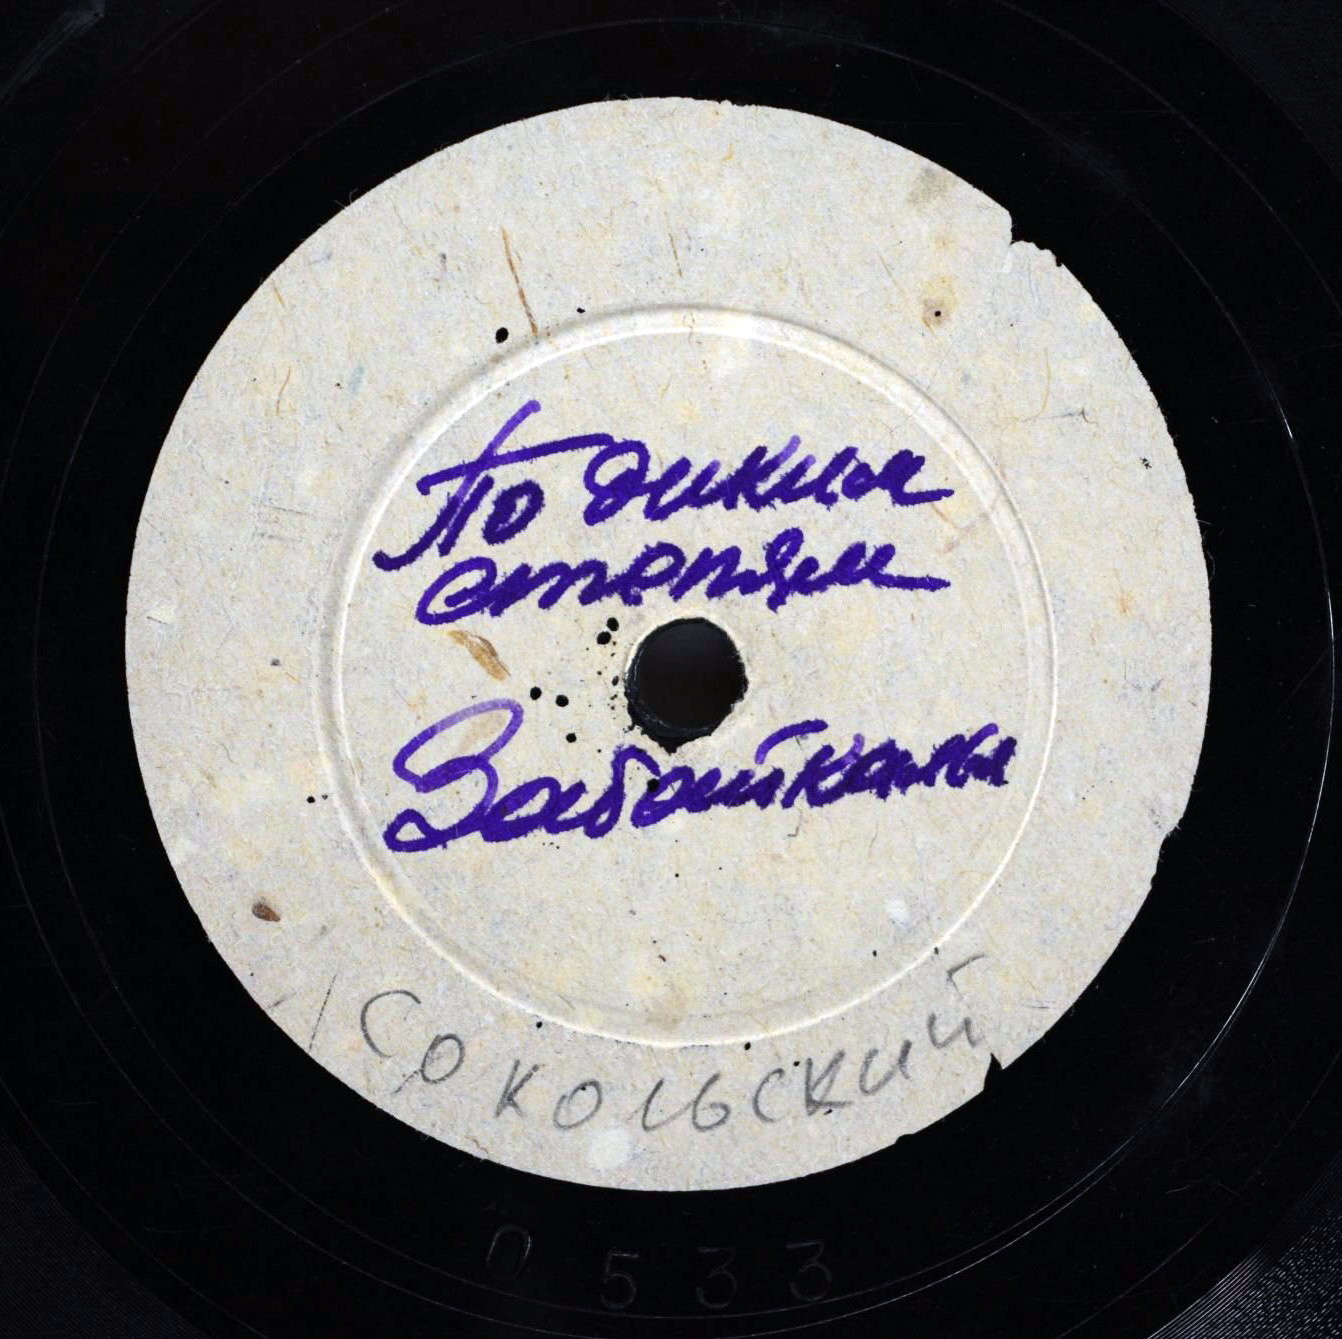 По диким
степям
Забайкалья
Сокольский
0533